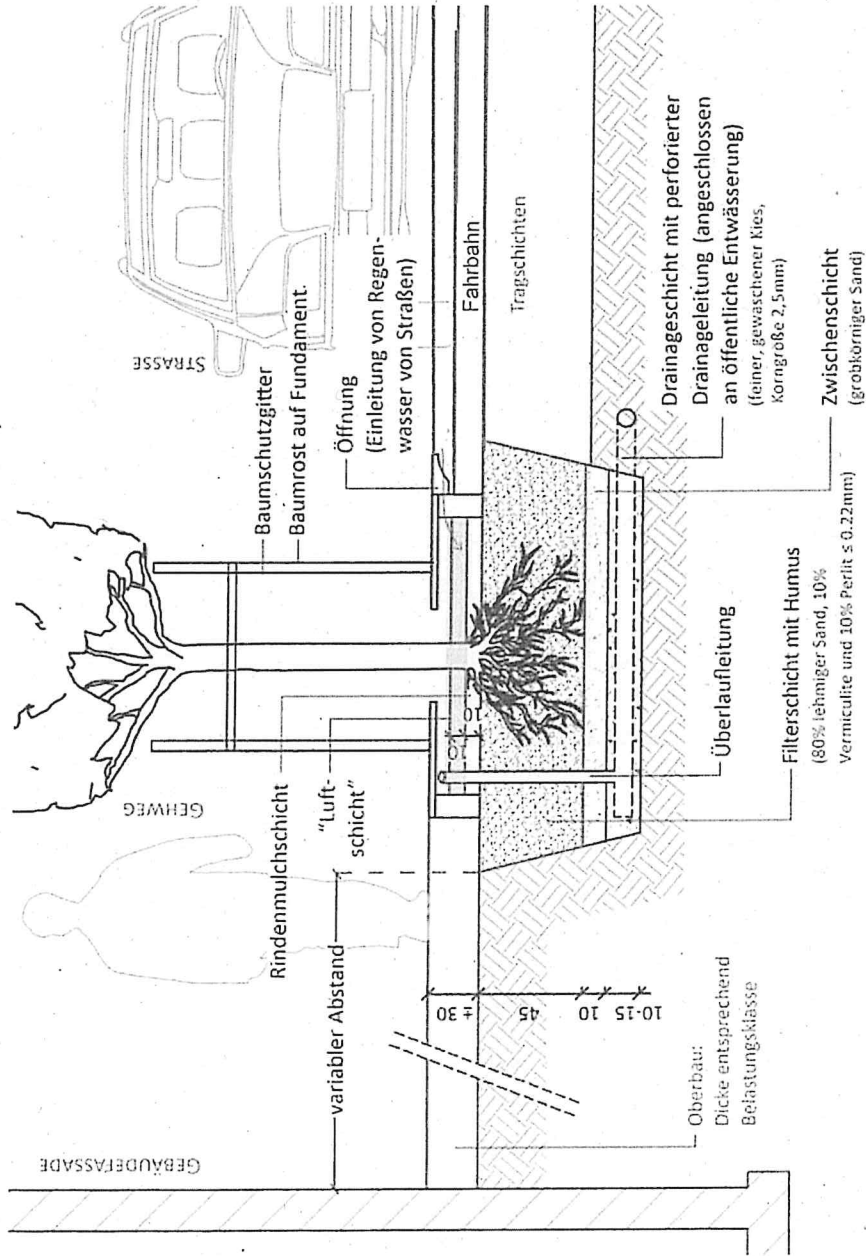 STRASSE
Baumschutzgitter
Baumrost auf Fundament
Öffnung
(Einleitung von Regen-
wasser von Straßen)
Fahrbahn
Tragschichten
GEHWEG
Rindenmulchschicht
"Luft-
schicht"
10
10
variabler Abstand
GEBÄUDEFASSADE
± 30
45
10
10-15
Oberbau:
Dicke entsprechend
Belastungsklasse
Drainageschicht mit perforierter
Drainageleitung (angeschlossen
an öffentliche Entwässerung)
(feiner, gewaschener Kies,
Korngröße 2,5mm)
Zwischenschicht
(grobkörniger Sand)
Überlaufleitung
Filterschicht mit Humus
(80% lehmiger Sand, 10%
Vermiculite und 10% Perlit ≤ 0.22mm)